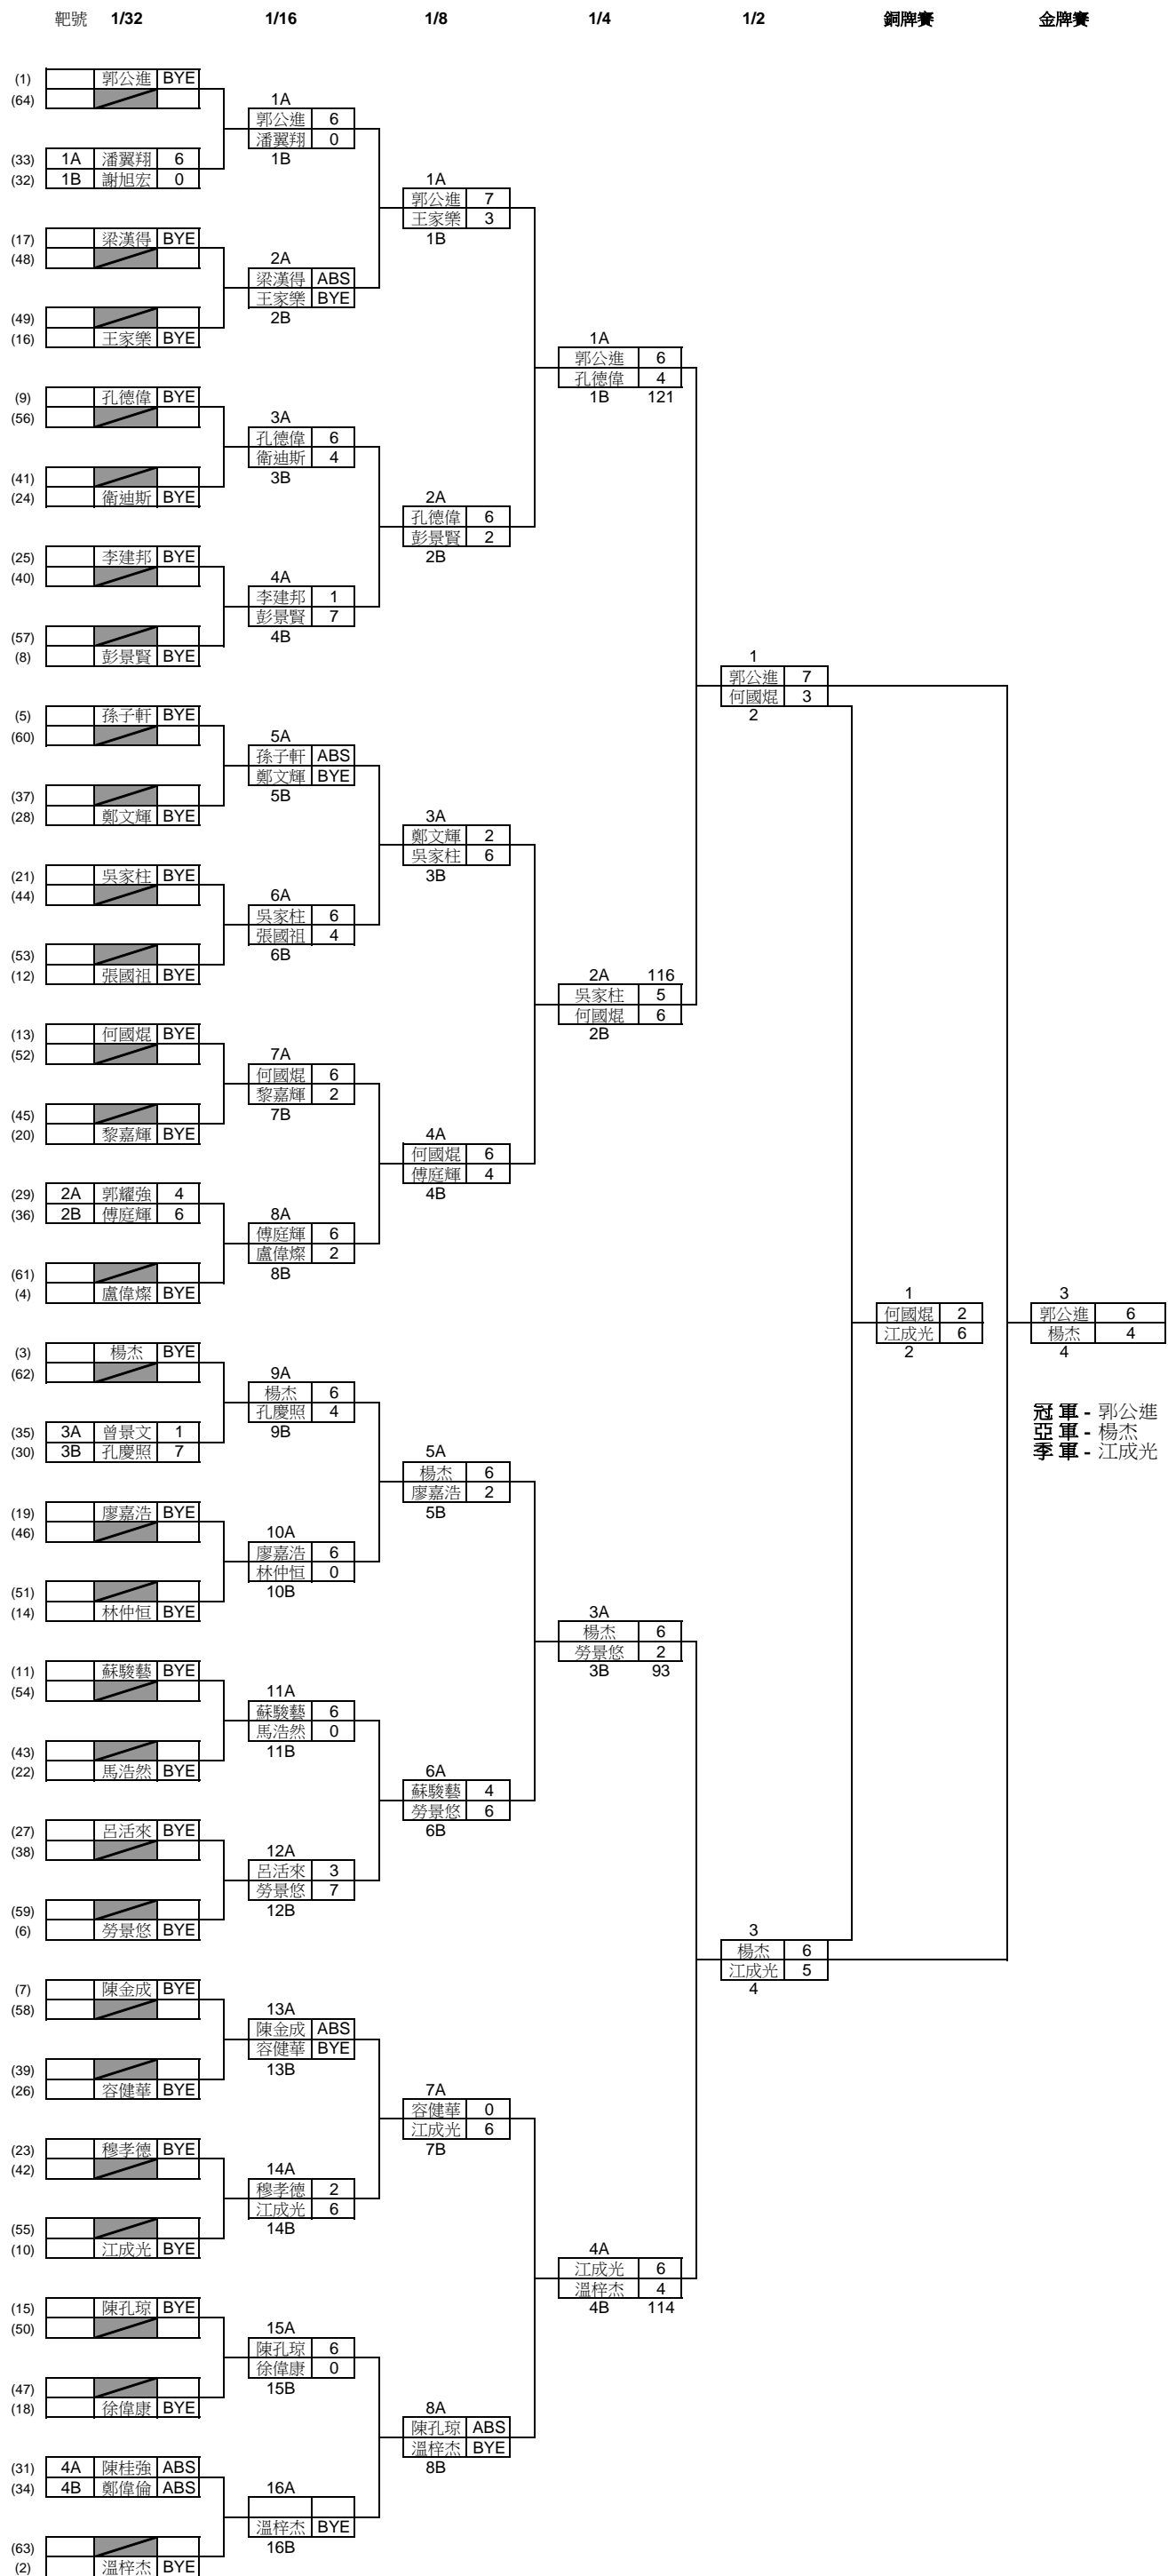 靶號 1/32 1/16 1/8 1/4 1/2 銅牌賽 金牌賽
(1) 郭公進 BYE
(64) 1A
郭公進 6
潘翼翔 0
(33) 1A 潘翼翔 6 1B
(32) 1B 謝旭宏 0 1A
郭公進 7
王家樂 3
(17) 梁漢得 BYE 1B
(48) 2A
梁漢得 ABS
王家樂 BYE
(49) 2B
(16) 王家樂 BYE 1A
郭公進 6
孔德偉 4
(9) 孔德偉 BYE 1B 121
(56) 3A
孔德偉 6
衛迪斯 4
(41) 3B
(24) 衛迪斯 BYE 2A
孔德偉 6
彭景賢 2
(25) 李建邦 BYE 2B
(40) 4A
李建邦 1
彭景賢 7
(57) 4B
(8) 彭景賢 BYE 1
郭公進 7
何國焜 3
(5) 孫子軒 BYE 2
(60) 5A
孫子軒 ABS
鄭文輝 BYE
(37) 5B
(28) 鄭文輝 BYE 3A
鄭文輝 2
吳家柱 6
(21) 吳家柱 BYE 3B
(44) 6A
吳家柱 6
張國祖 4
(53) 6B
(12) 張國祖 BYE 2A 116
吳家柱 5
何國焜 6
(13) 何國焜 BYE 2B
(52) 7A
何國焜 6
黎嘉輝 2
(45) 7B
(20) 黎嘉輝 BYE 4A
何國焜 6
傅庭輝 4
(29) 2A 郭耀強 4 4B
(36) 2B 傅庭輝 6 8A
傅庭輝 6
盧偉燦 2
(61) 8B
(4) 盧偉燦 BYE 1 3
何國焜 2 郭公進 6
江成光 6 楊杰 4
(3) 楊杰 BYE 2 4
(62) 9A
楊杰 6
孔慶照 4
冠軍 - 郭公進
(35) 3A 曾景文 1 9B 亞軍 - 楊杰
(30) 3B 孔慶照 7 5A 季軍 - 江成光
楊杰 6
廖嘉浩 2
(19) 廖嘉浩 BYE 5B
(46) 10A
廖嘉浩 6
林仲恒 0
(51) 10B
(14) 林仲恒 BYE 3A
楊杰 6
勞景悠 2
(11) 蘇駿藝 BYE 3B 93
(54) 11A
蘇駿藝 6
馬浩然 0
(43) 11B
(22) 馬浩然 BYE 6A
蘇駿藝 4
勞景悠 6
(27) 呂活來 BYE 6B
(38) 12A
呂活來 3
勞景悠 7
(59) 12B
(6) 勞景悠 BYE 3
楊杰 6
江成光 5
(7) 陳金成 BYE 4
(58) 13A
陳金成 ABS
容健華 BYE
(39) 13B
(26) 容健華 BYE 7A
容健華 0
江成光 6
(23) 穆孝德 BYE 7B
(42) 14A
穆孝德 2
江成光 6
(55) 14B
(10) 江成光 BYE 4A
江成光 6
溫梓杰 4
(15) 陳孔琼 BYE 4B 114
(50) 15A
陳孔琼 6
徐偉康 0
(47) 15B
(18) 徐偉康 BYE 8A
陳孔琼 ABS
溫梓杰 BYE
(31) 4A 陳桂強 ABS 8B
(34) 4B 鄭偉倫 ABS 16A
溫梓杰 BYE
(63) 16B
(2) 溫梓杰 BYE